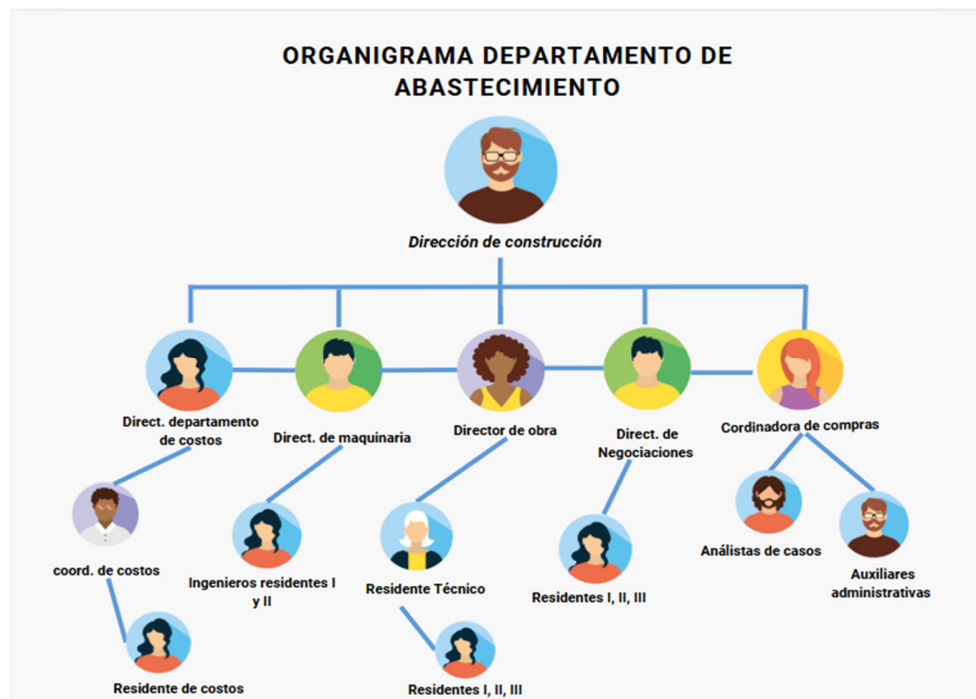 ORGANIGRAMA DEPARTAMENTO DE
ABASTECIMIENTO
Dirección de construcción
Direct. departamento
de costos
Direct. de maquinaria
Director de obra
Direct. de
Negociaciones
Cordinadora de compras
coord. de costos
Ingenieros residentes I
y II
Residente Técnico
Residentes I, II, III
Análistas de casos
Auxiliares
administrativas
Residente de costos
Residentes I, II, III